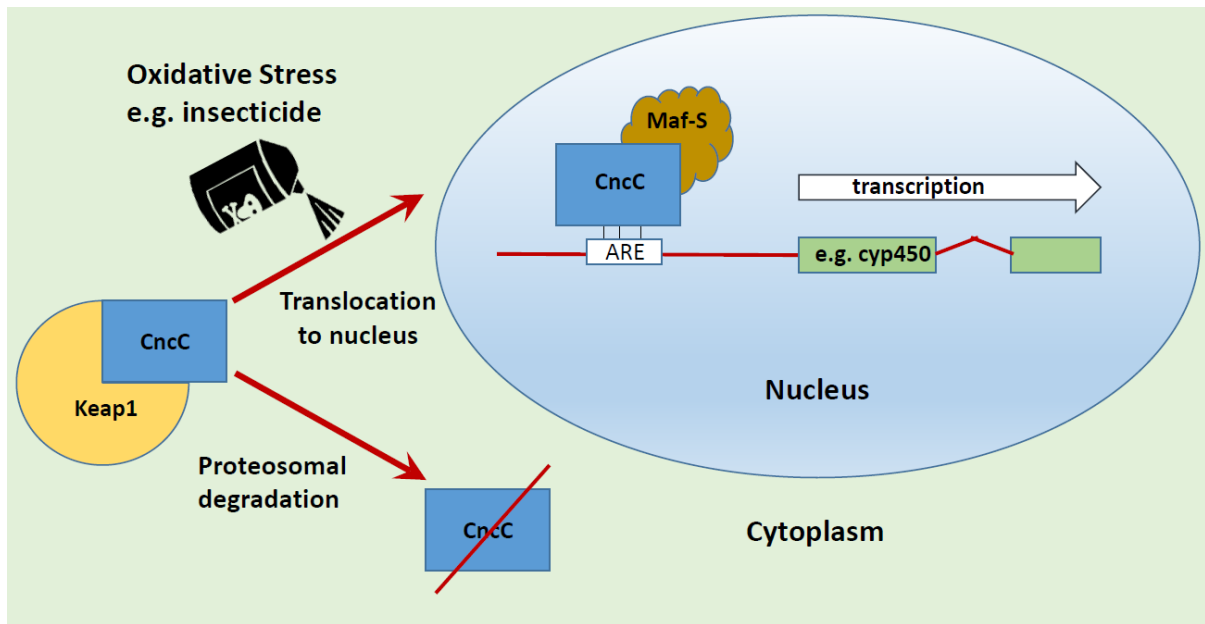 Oxidative Stress
e.g. insecticide
Maf-S
CncC
transcription
ARE
e.g. cyp450
Translocation
to nucleus
CncC
Keap1
Nucleus
Proteosomal
degradation
CncC
Cytoplasm